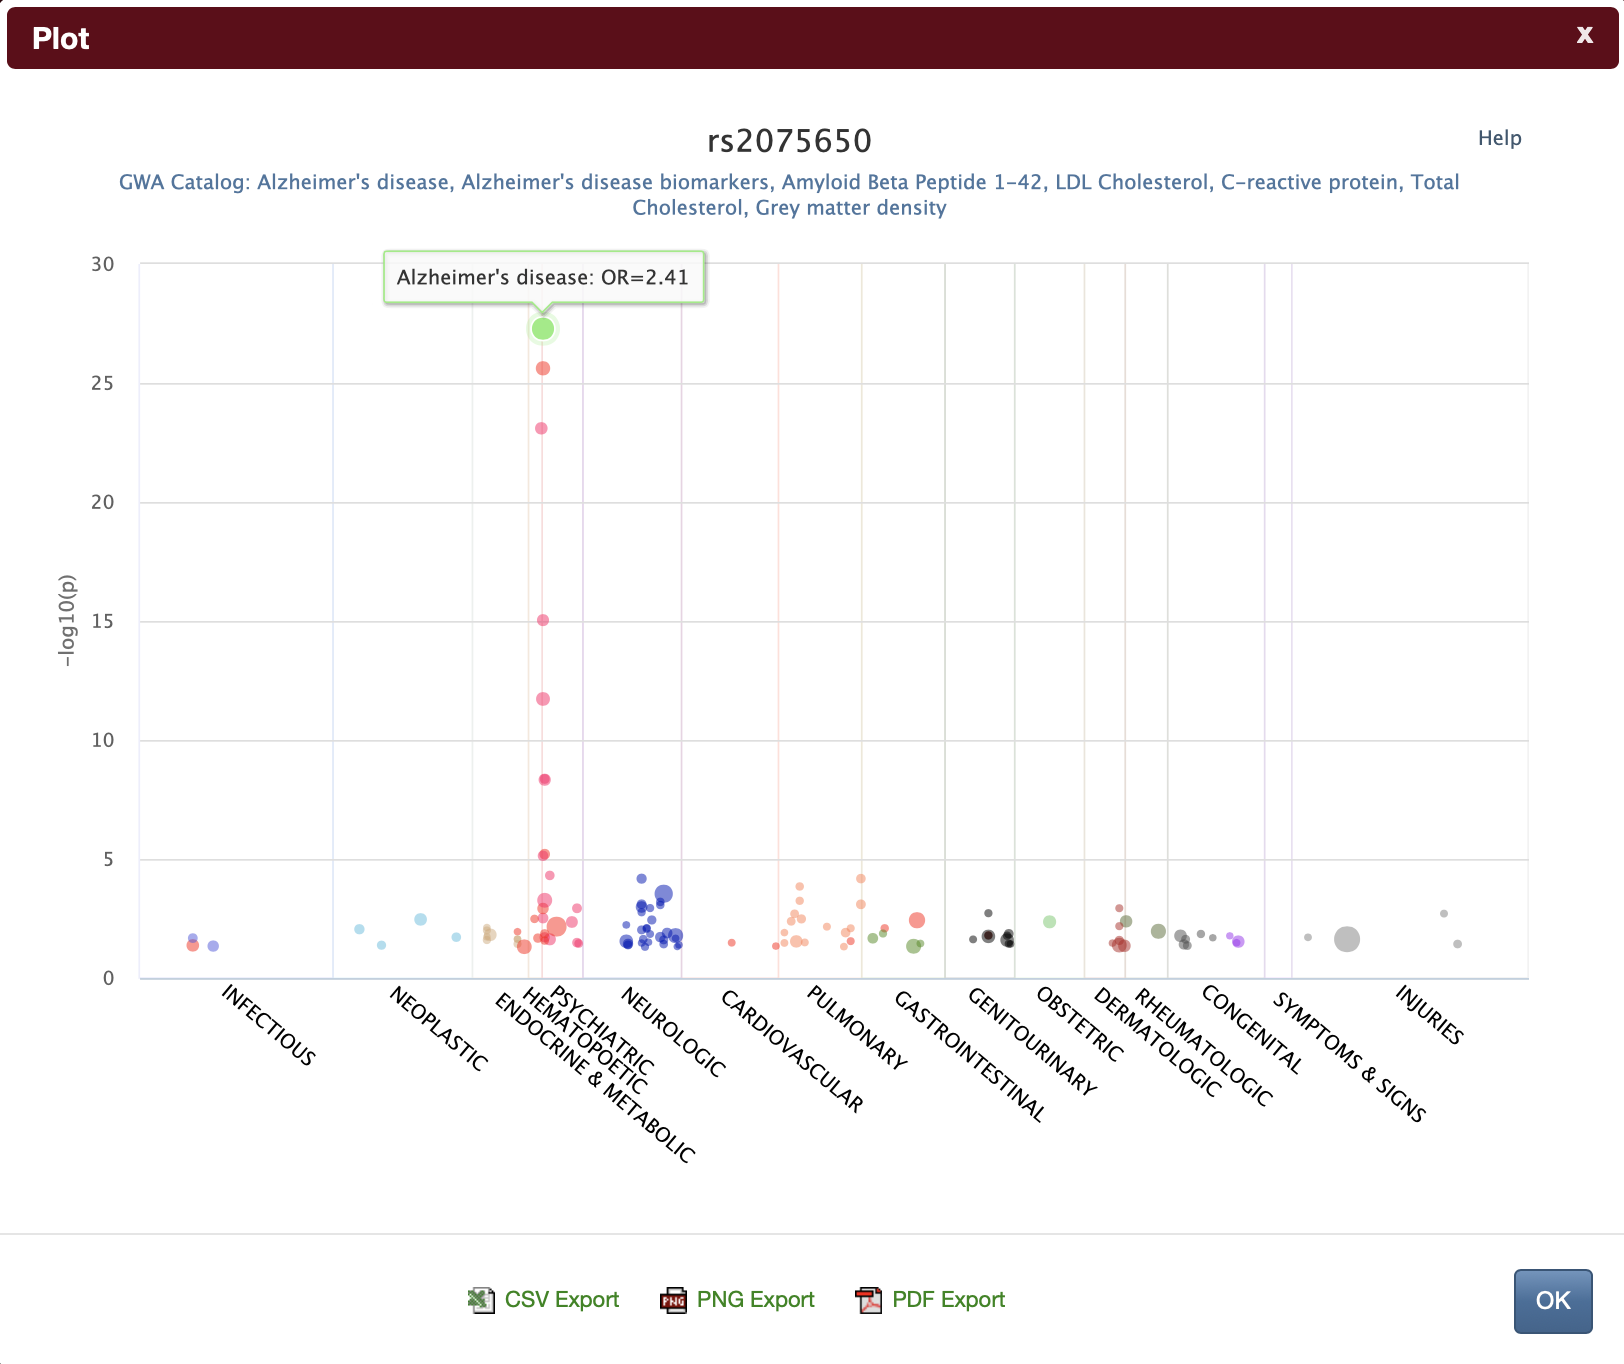 Plot
x
rs2075650
Help
GWA Catalog: Alzheimer's disease, Alzheimer's disease biomarkers, Amyloid Beta Peptide 1-42, LDL Cholesterol, C-reactive protein, Total
Cholesterol, Grey matter density
Alzheimer's disease: OR=2.41
30
25
20
15
10
5
0
-log10(p)
INFECTIOUS
NEOPLASTIC
ENDOCRINE & METABOLIC
HEMATOPOETIC
PSYCHIATRIC
NEUROLOGIC
CARDIOVASCULAR
PULMONARY
GASTROINTESTINAL
GENITOURINARY
OBSTETRIC
DERMATOLOGIC
RHEUMATOLOGIC
CONGENITAL
SYMPTOMS & SIGNS
INJURIES
CSV Export
PNG
PNG Export
PDF Export
OK